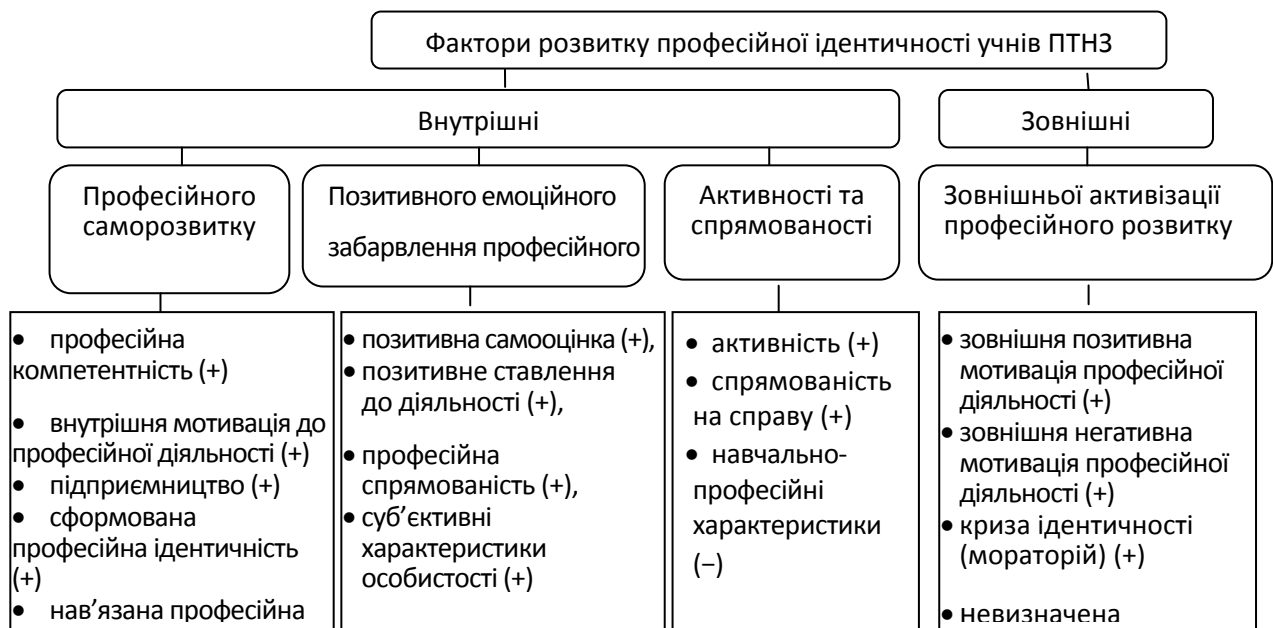 Фактори розвитку професійної ідентичності учнів ПТНЗ
Внутрішні
Зовнішні
Професійного
саморозвитку
Позитивного емоційного
забарвлення професійного
Активності та
спрямованості
Зовнішньої активізації
професійного розвитку
• професійна
компетентність (+)
• внутрішня мотивація до
професійної діяльності (+)
• підприємництво (+)
• сформована
професійна ідентичність
(+)
• нав’язана професійна
• позитивна самооцінка (+),
• позитивне ставлення
до діяльності (+),
• професійна
спрямованість (+),
• суб’єктивні
характеристики
особистості (+)
• активність (+)
• спрямованість
на справу (+)
• навчально-
професійні
характеристики
(−)
• зовнішня позитивна
мотивація професійної
діяльності (+)
• зовнішня негативна
мотивація професійної
діяльності (+)
• криза ідентичності
(мораторій) (+)
• невизначена